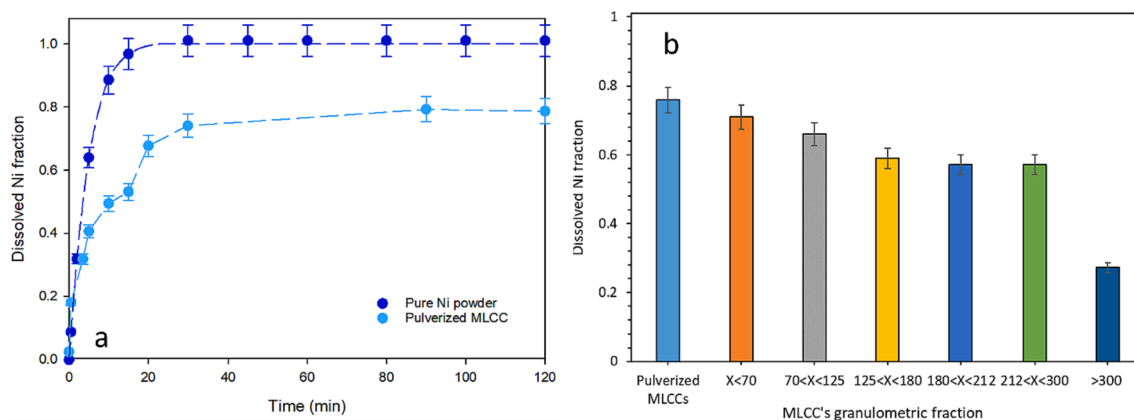 1.0
0.8
0.6
0.4
0.2
0.0
Dissolved Ni fraction
Pure Ni powder
Pulverized MLCC
a
0 20 40 60 80 100 120
Time (min)
1
0.8
0.6
0.4
0.2
0
Dissolved Ni fraction
b
Pulverized X<70 70<X<125 125<X<180 180<X<212 212<X<300 >300
MLCCs
MLCC's granulometric fraction